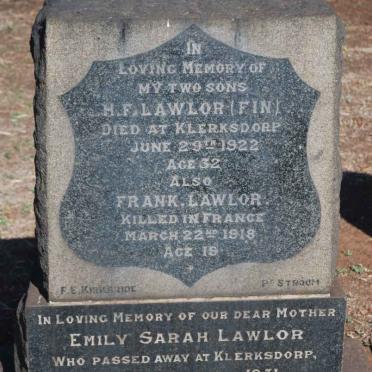 IN
LOVING MEMORY OF
MY TWO SONS
H.F. LAWLOR (FIN)
DIED AT KLERKSDORP
JUNE 29TH 1922
AGE 32
ALSO
FRANK. LAWLOR.
KILLED IN FRANCE
MARCH 22ND 1918
AGE 19
F.E. KIRKBRIDE P. STROOM
IN LOVING MEMORY OF OUR DEAR MOTHER
EMILY SARAH LAWLOR
WHO PASSED AWAY AT KLERKSDORP,